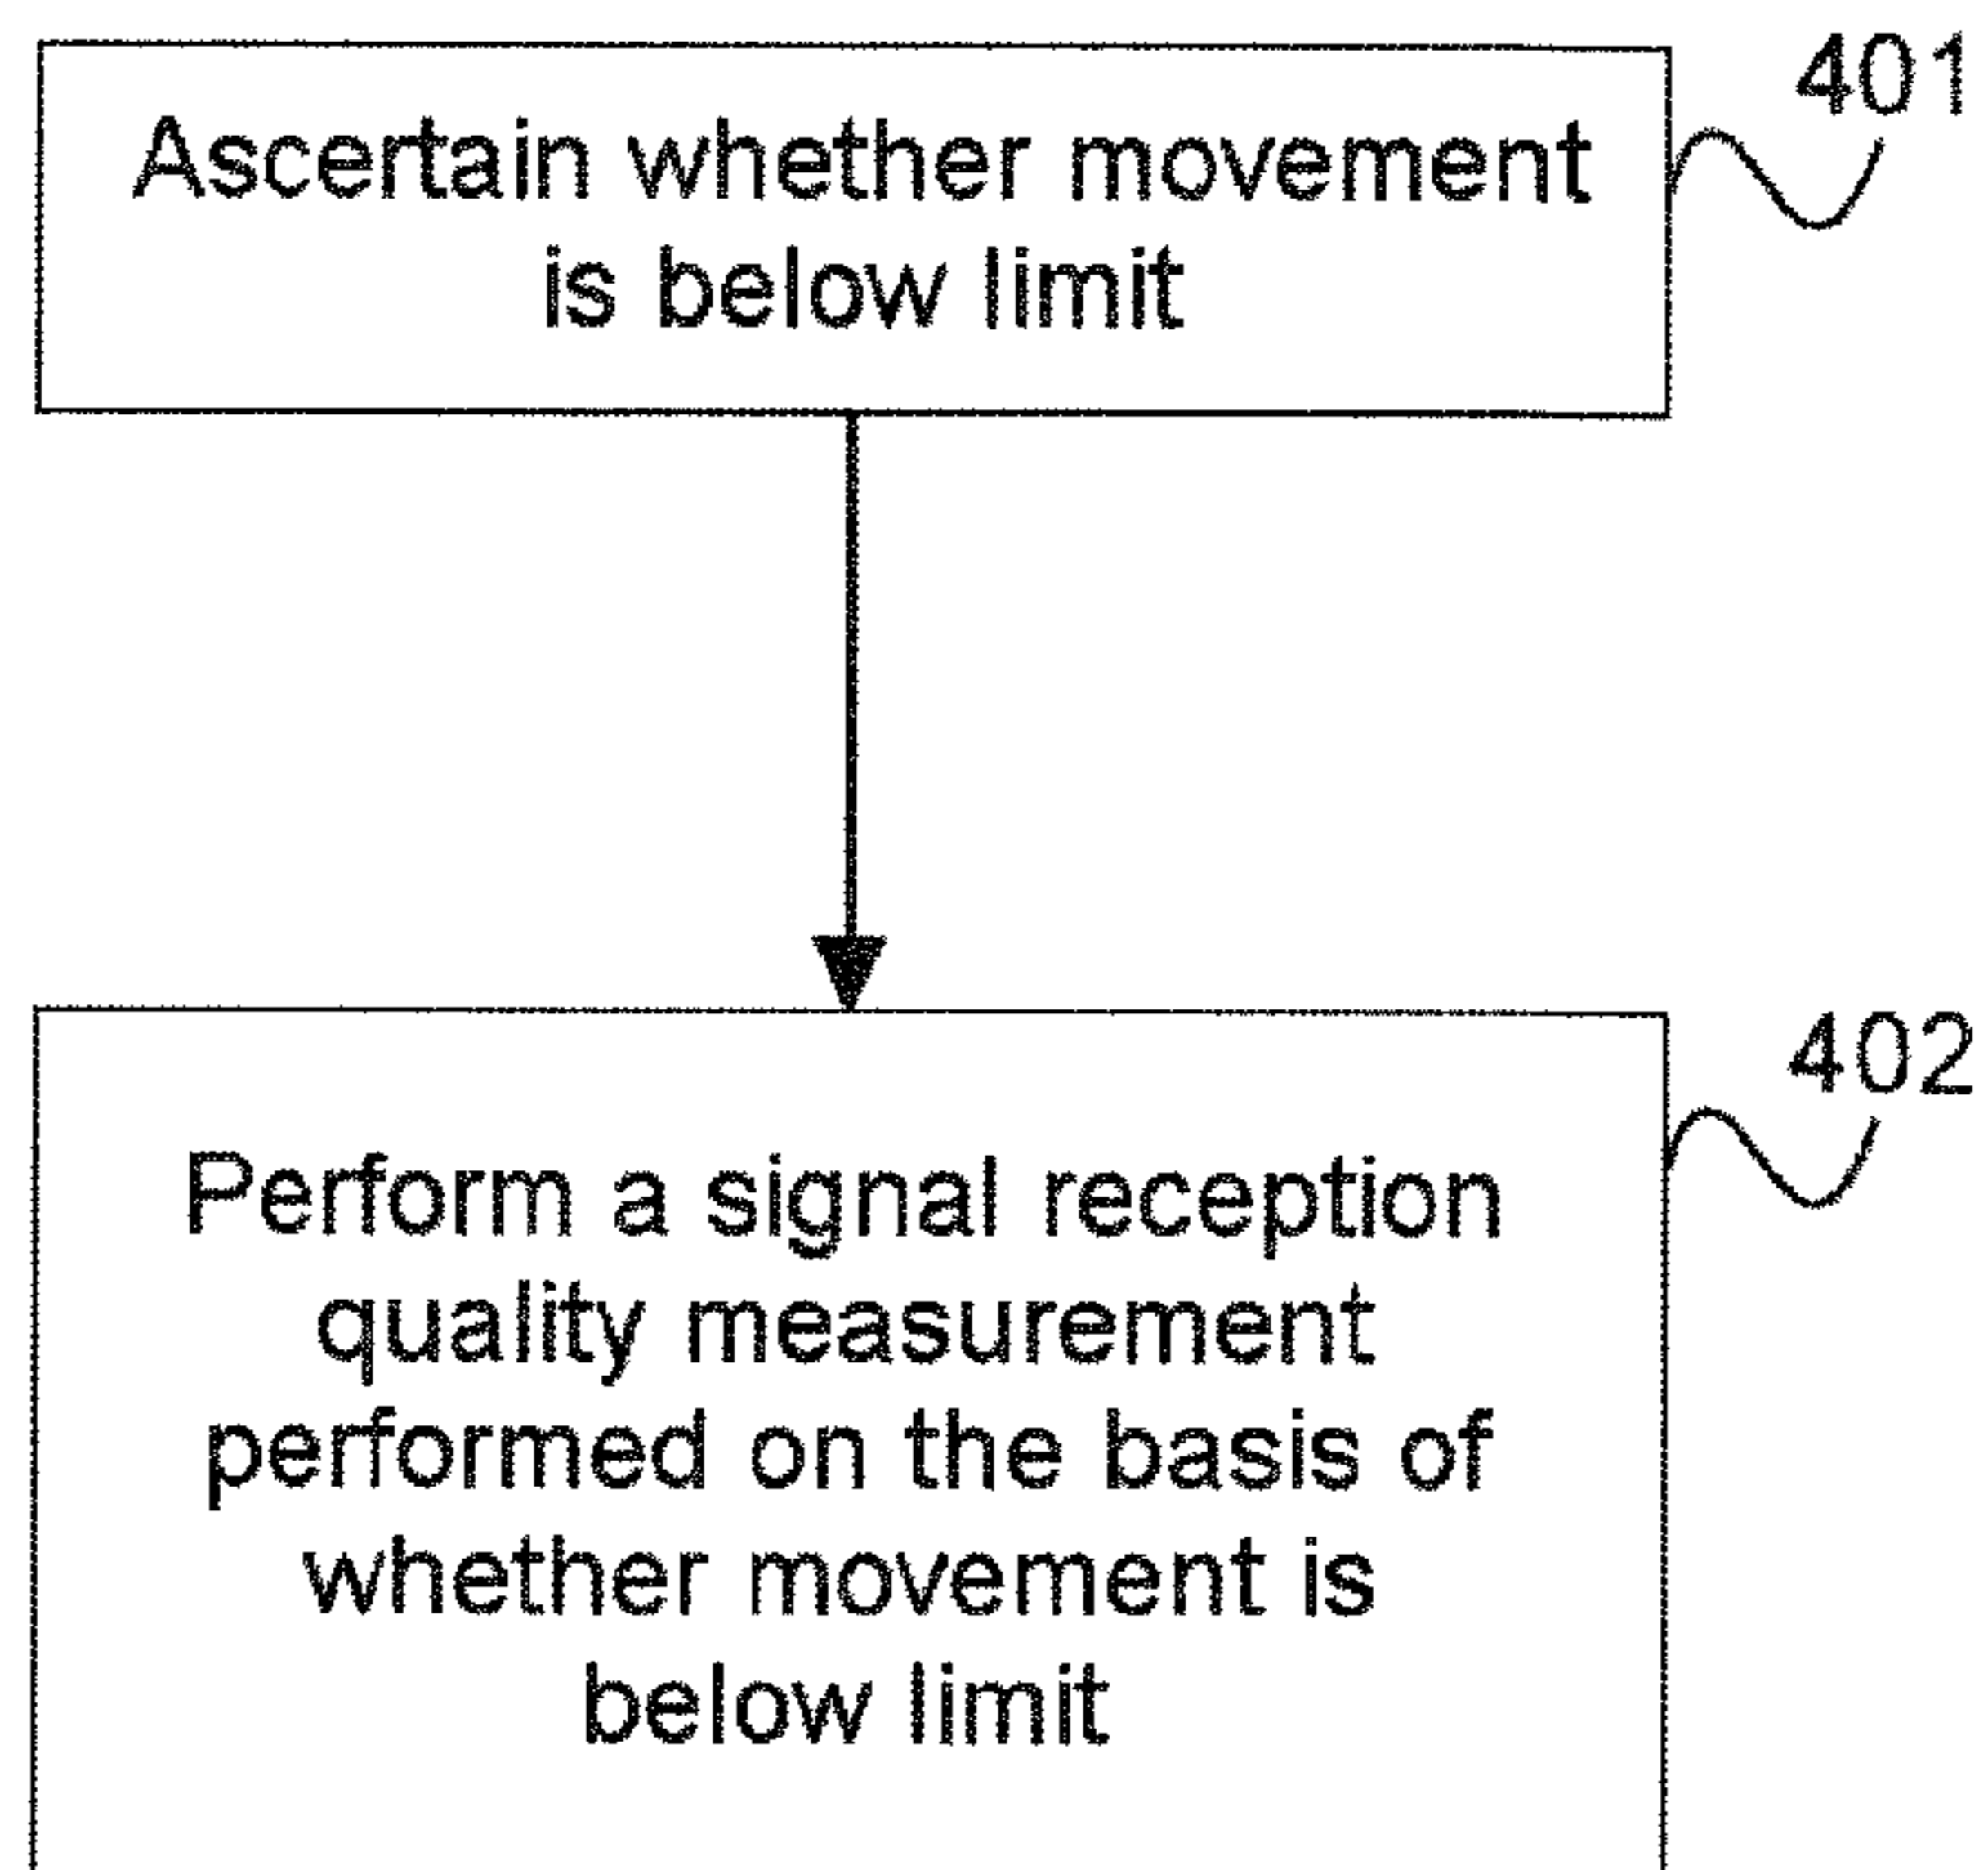 401
Ascertain whether movement
is below limit
402
Perform a signal reception
quality measurement
performed on the basis of
whether movement is
below limit